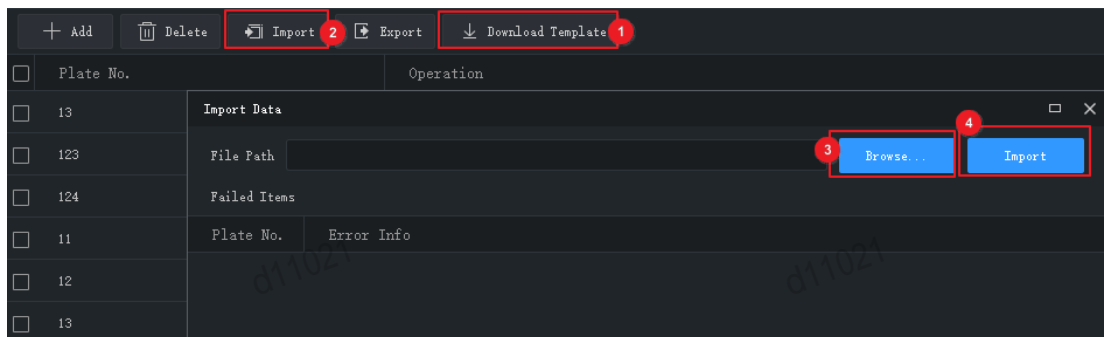 + Add Delete Import 2 Export Download Template 1
Plate No. Operation
13 Import Data
4
123 File Path 3 Browse... Import
124 Failed Items
11 Plate No. Error Info
12 d11021 d11021
13